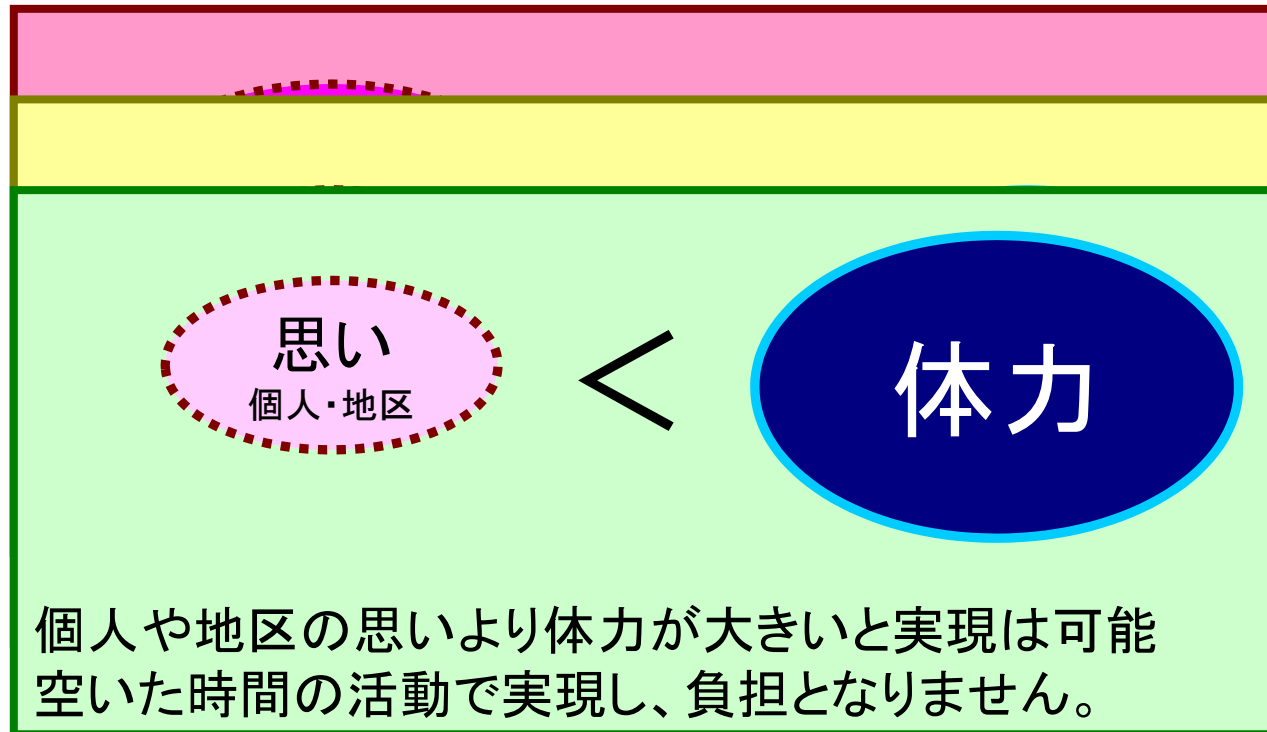 思い
個人・地区
<
体力
個人や地区の思いより体力が大きいと実現は可能
空いた時間の活動で実現し、負担となりません。